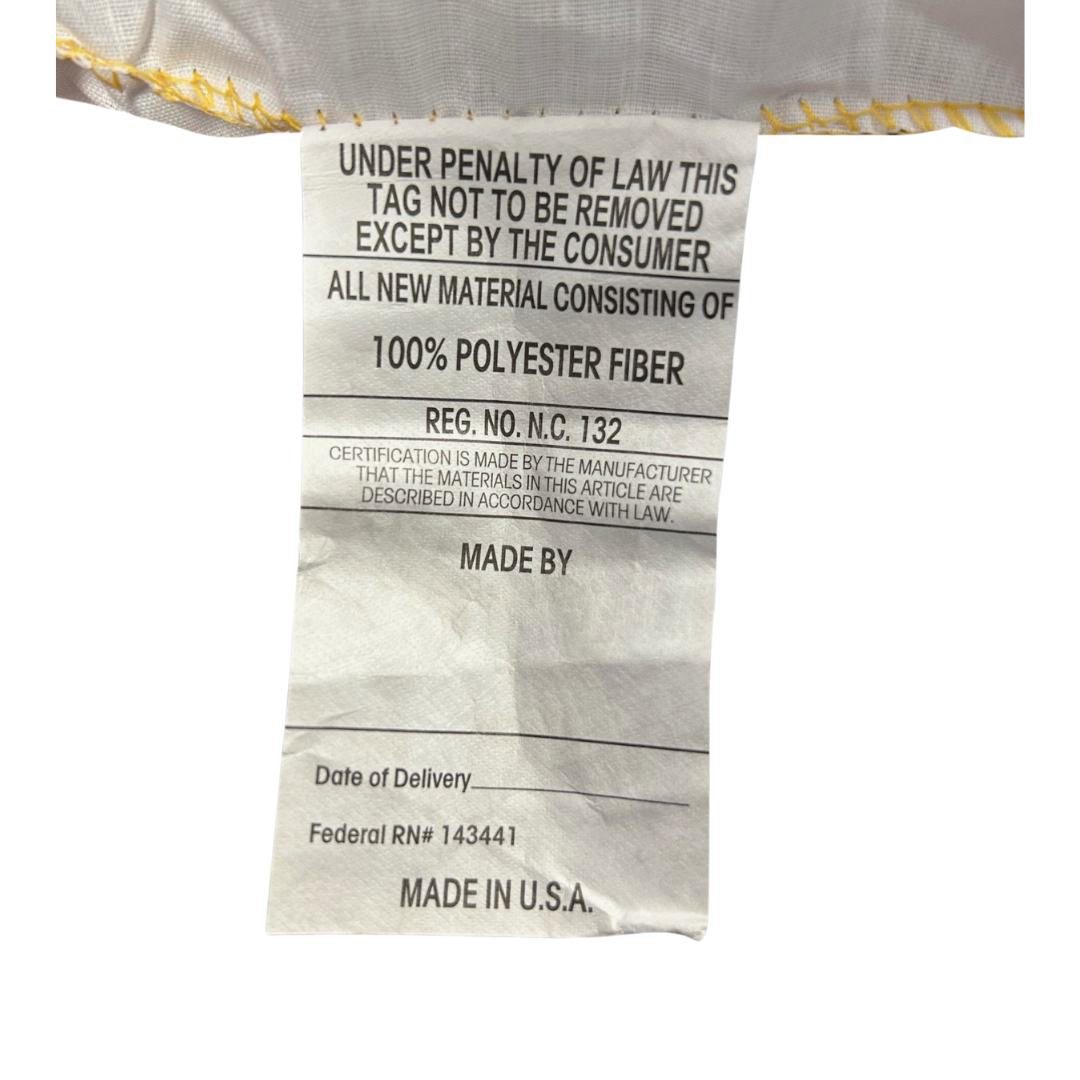 UNDER PENALTY OF LAW THIS
TAG NOT TO BE REMOVED
EXCEPT BY THE CONSUMER
ALL NEW MATERIAL CONSISTING OF
100% POLYESTER FIBER
REG. NO. N.C. 132
CERTIFICATION IS MADE BY THE MANUFACTURER
THAT THE MATERIALS IN THIS ARTICLE ARE
DESCRIBED IN ACCORDANCE WITH LAW.
MADE BY
Date of Delivery
Federal RN# 143441
MADE IN U.S.A.